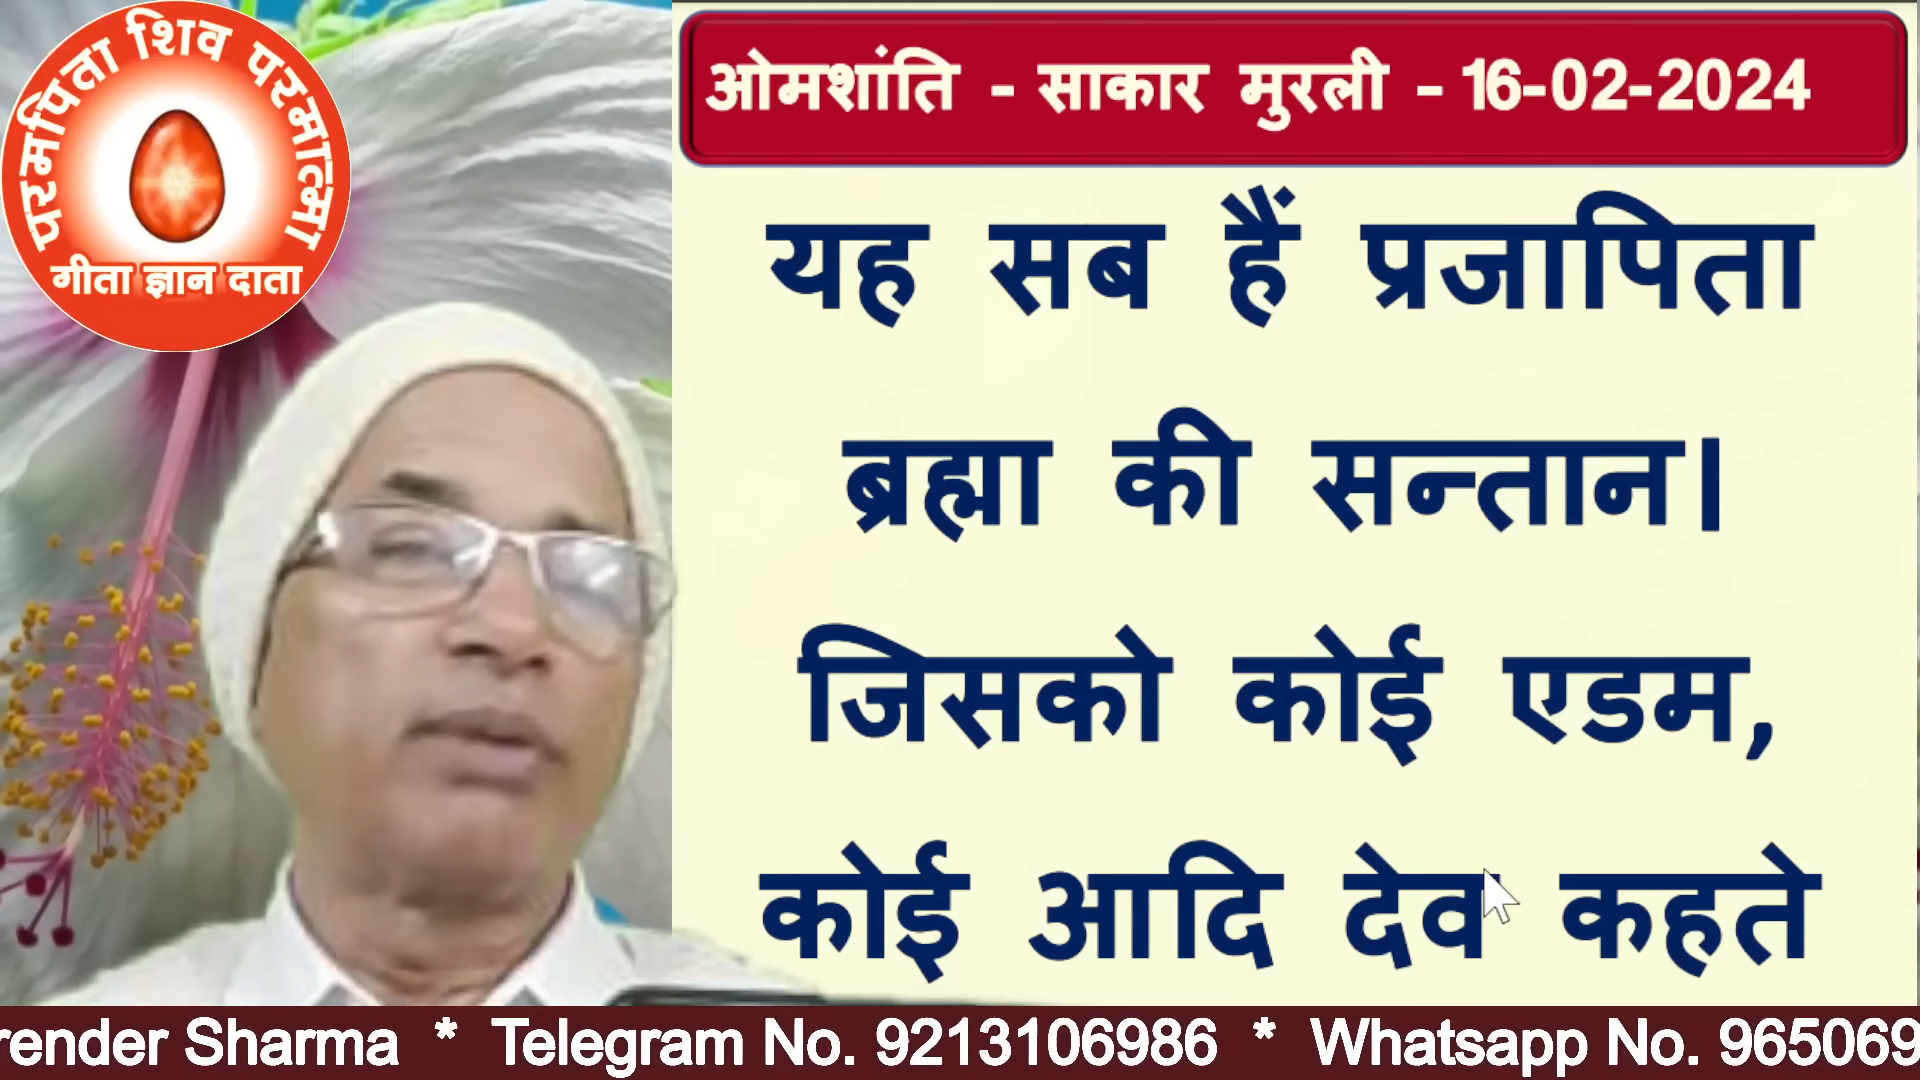 परमपिता शिव परमात्मा
गीता ज्ञान दाता
ओमशांति - साकार मुरली - 16-02-2024
यह सब हैं प्रजापिता
ब्रह्मा की सन्तान।
जिसको कोई एडम,
कोई आदि देव कहते
render Sharma * Telegram No. 9213106986 * Whatsapp No. 965069